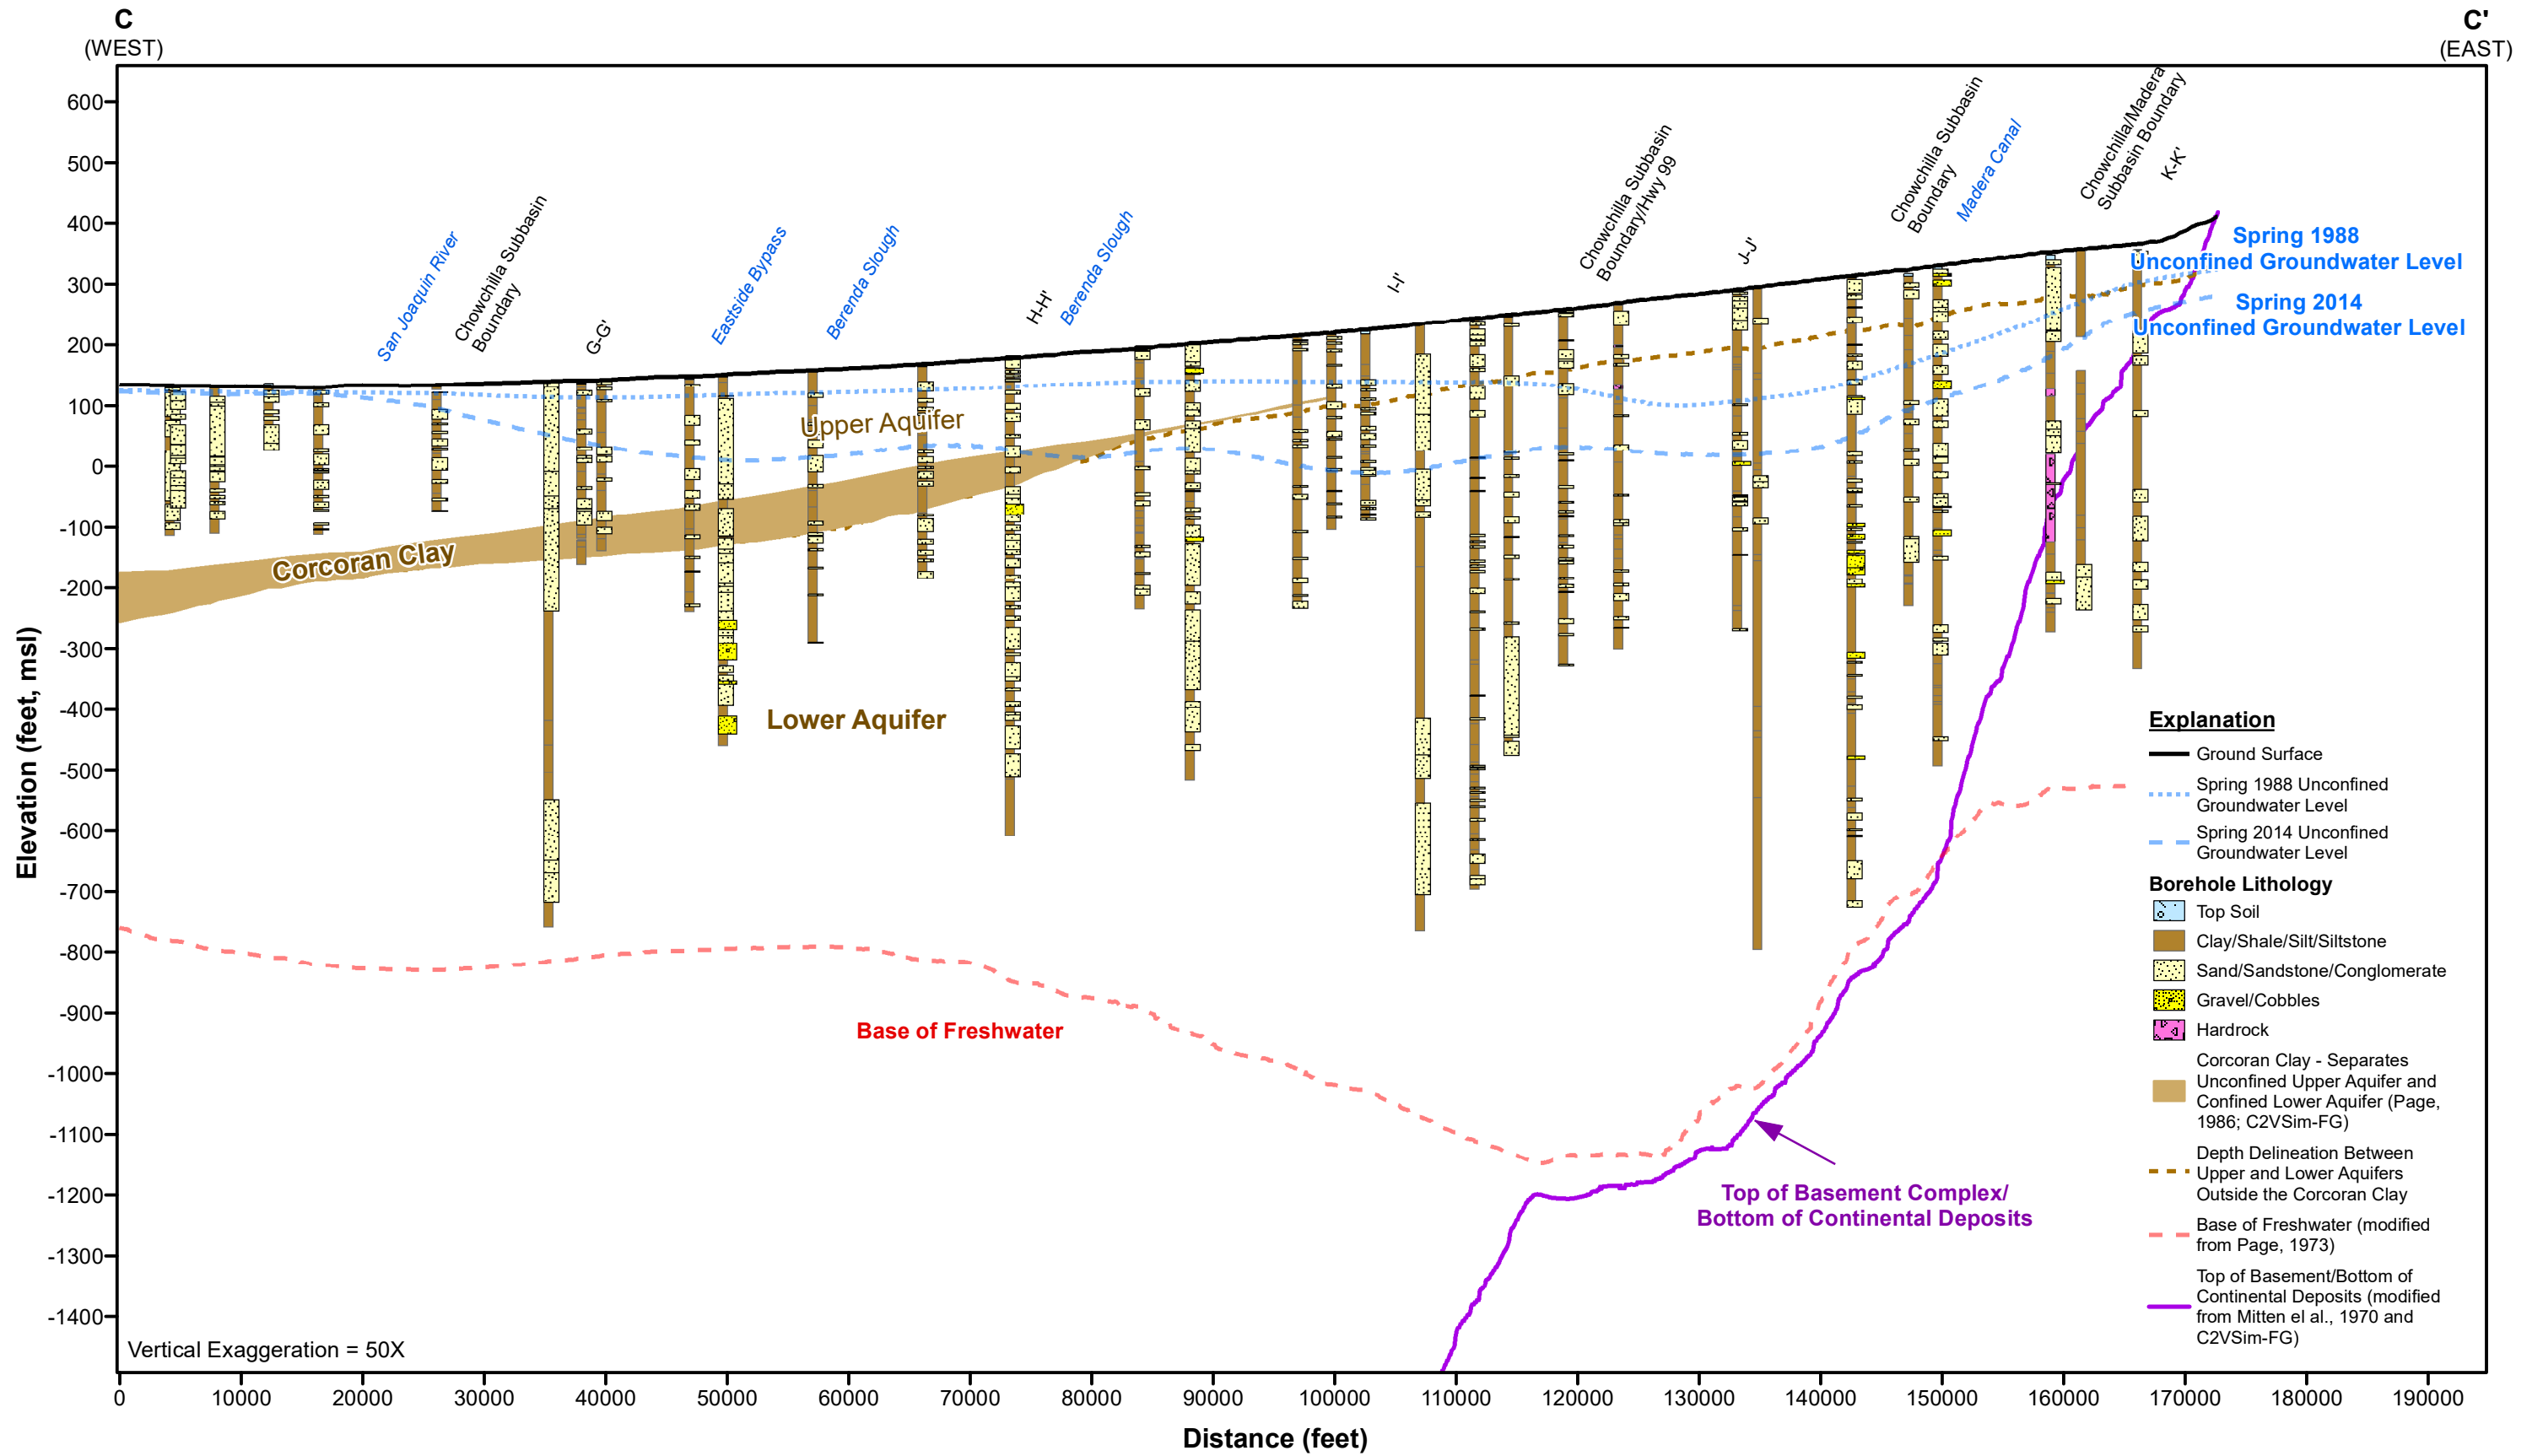 C
(WEST)
C'
(EAST)
San Joaquin River
Chowchilla Subbasin
Boundary
G-G'
Eastside Bypass
Berenda Slough
H-H'
Berenda Slough
I-I'
Chowchilla Subbasin
Boundary/Hwy 99
J-J'
Chowchilla Subbasin
Boundary
Madera Canal
Chowchilla/Madera
Subbasin Boundary
K-K'
Spring 1988
Unconfined Groundwater Level
Spring 2014
Unconfined Groundwater Level
Upper Aquifer
Corcoran Clay
Lower Aquifer
Base of Freshwater
Top of Basement Complex/
Bottom of Continental Deposits
Elevation (feet, msl)
600
500
400
300
200
100
0
-100
-200
-300
-400
-500
-600
-700
-800
-900
-1000
-1100
-1200
-1300
-1400
Explanation
Ground Surface
Spring 1988 Unconfined
Groundwater Level
Spring 2014 Unconfined
Groundwater Level
Borehole Lithology
Top Soil
Clay/Shale/Silt/Siltstone
Sand/Sandstone/Conglomerate
Gravel/Cobbles
Hardrock
Corcoran Clay - Separates
Unconfined Upper Aquifer and
Confined Lower Aquifer (Page,
1986; C2VSim-FG)
Depth Delineation Between
Upper and Lower Aquifers
Outside the Corcoran Clay
Base of Freshwater (modified
from Page, 1973)
Top of Basement/Bottom of
Continental Deposits (modified
from Mitten el al., 1970 and
C2VSim-FG)
Vertical Exaggeration = 50X
0 10000 20000 30000 40000 50000 60000 70000 80000 90000 100000 110000 120000 130000 140000 150000 160000 170000 180000 190000
Distance (feet)